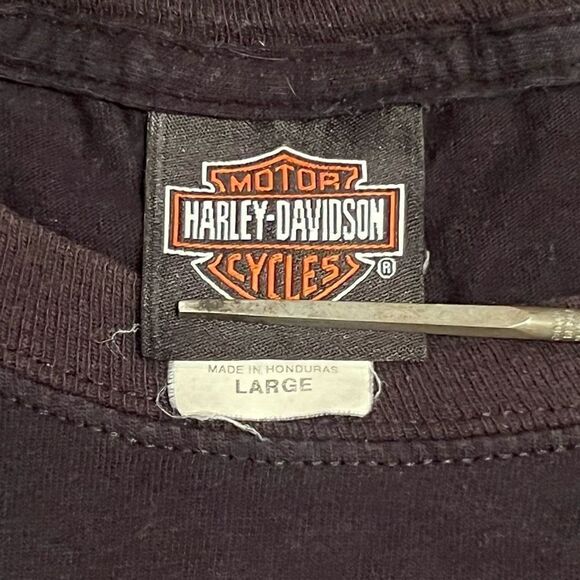 MOTOR
HARLEY-DAVIDSON
CYCLES
®
MADE IN HONDURAS
LARGE